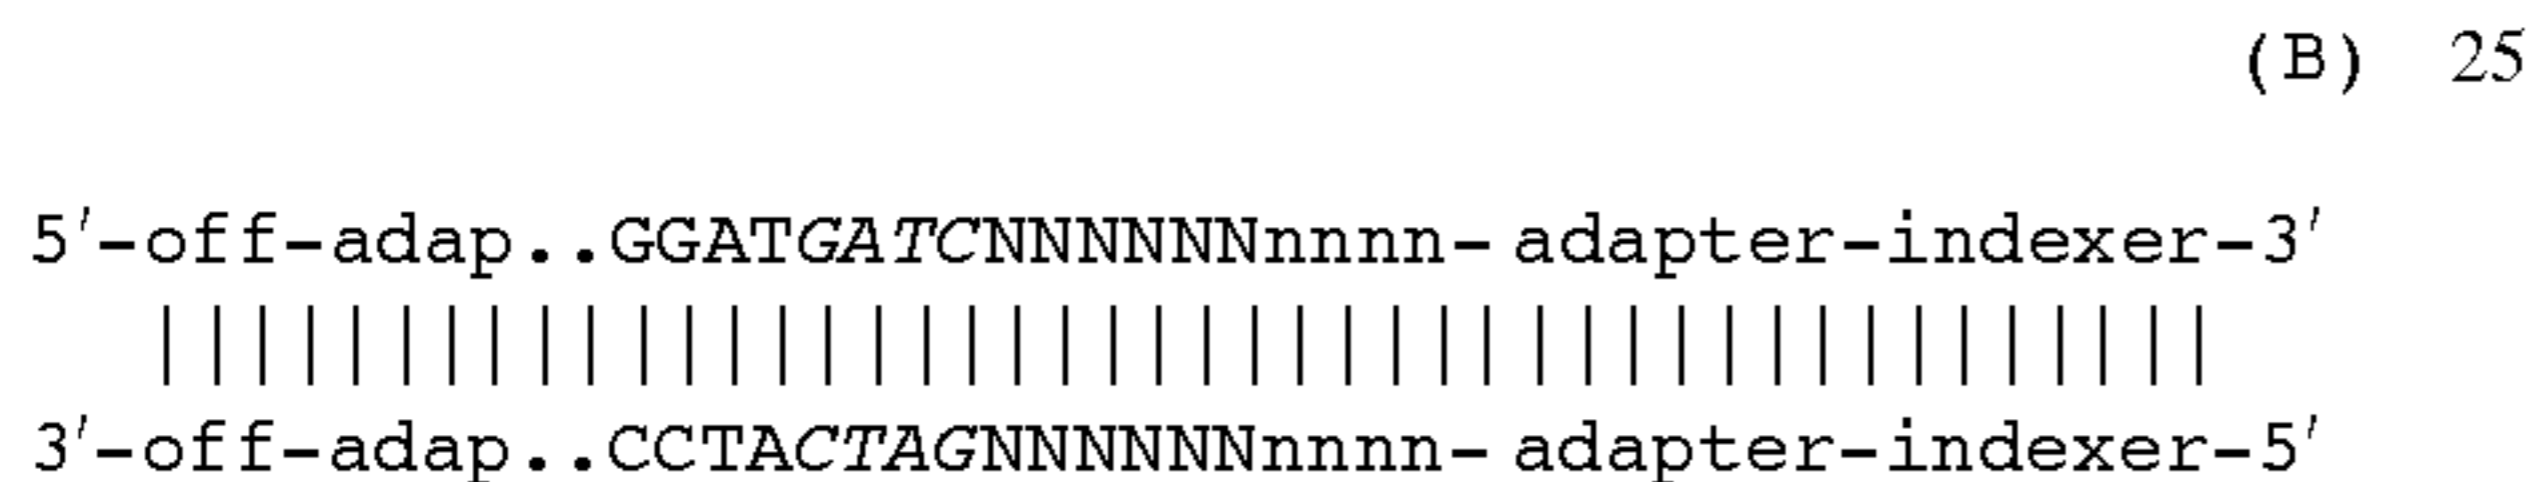 (B) 25
5′-off-adap..GGATGATCNNNNNNnnnn- adapter-indexer-3′
||||||||||||||||||||||||||||||||||||||||||||
3′-off-adap..CCTACTAGNNNNNNnnnn- adapter-indexer-5′